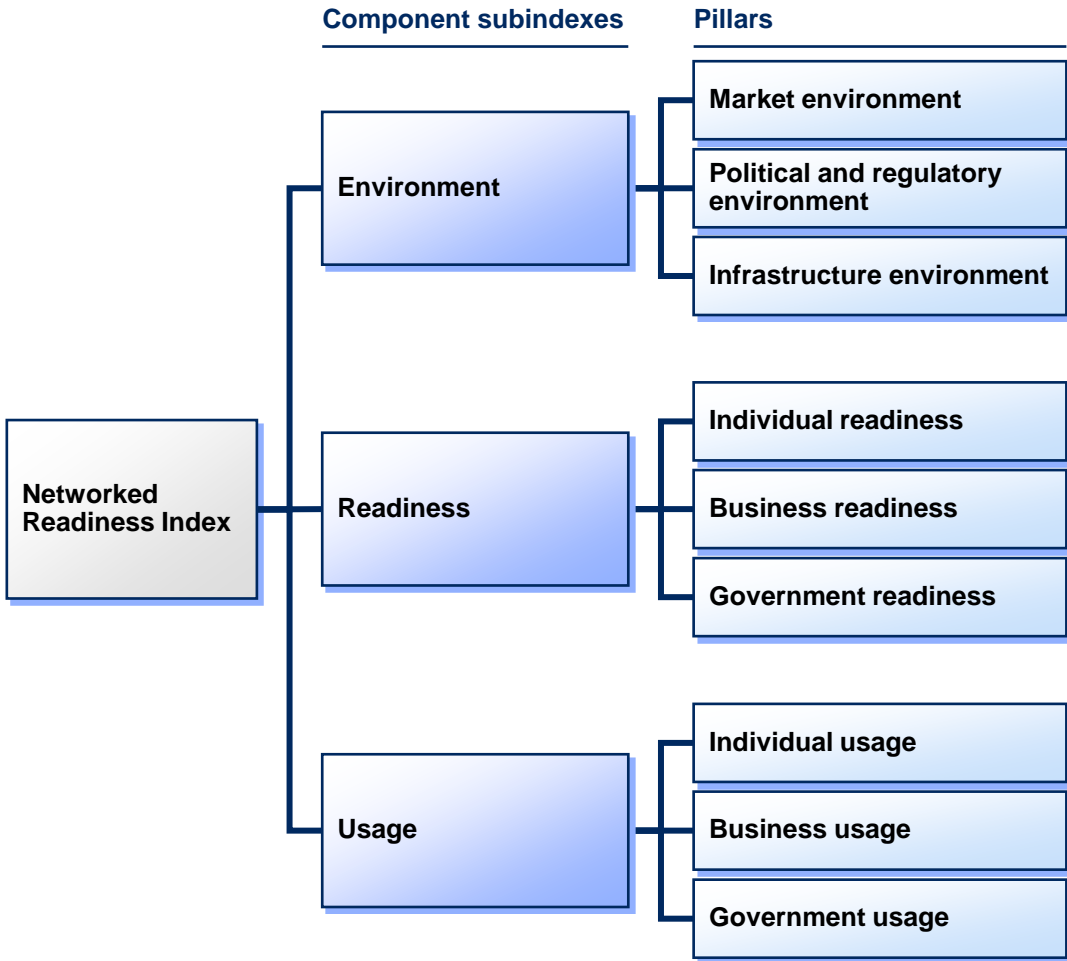 Component subindexes
Pillars
Networked
Readiness Index
Environment
Market environment
Political and regulatory
environment
Infrastructure environment
Readiness
Individual readiness
Business readiness
Government readiness
Usage
Individual usage
Business usage
Government usage